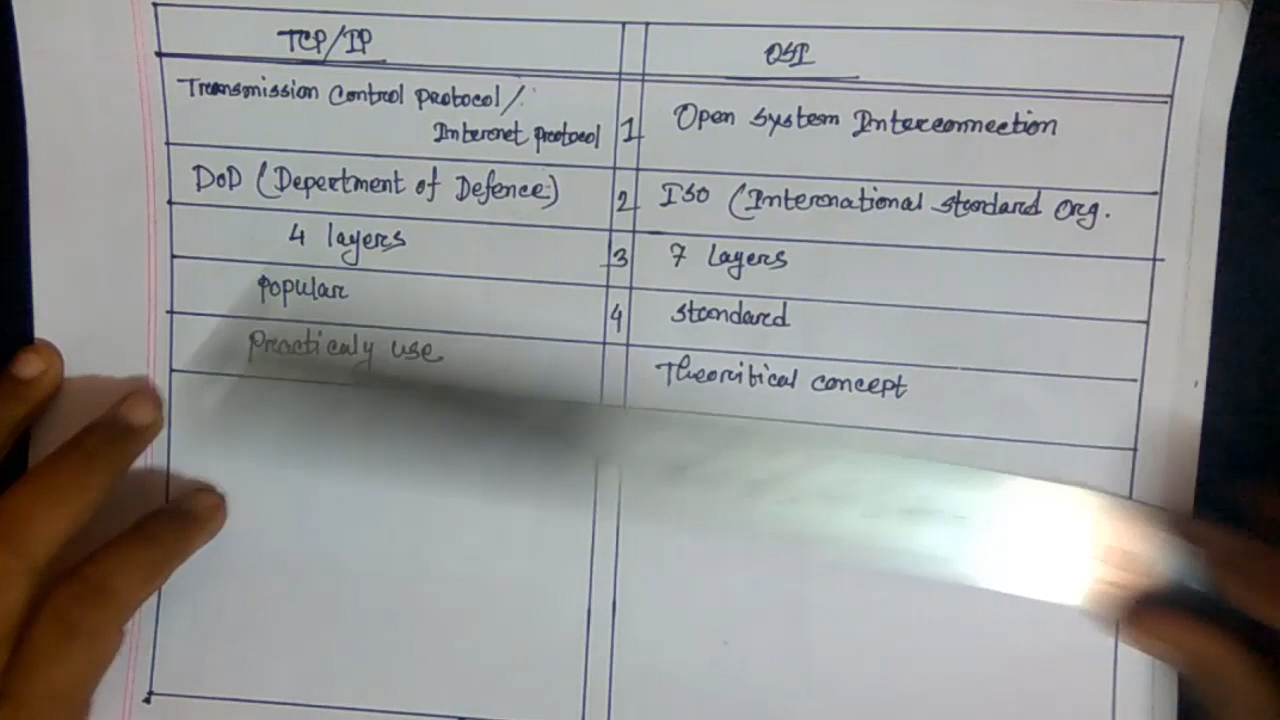 TCP/IP
OSI
Transmission Control protocol/
Internet protocol
1
Open System Interconnection
DoD (Depertment of Defence)
2
ISO (International standard org.
4 layers
3
7 Layers
popular
4
standard
Practicaly use
Theoritical concept